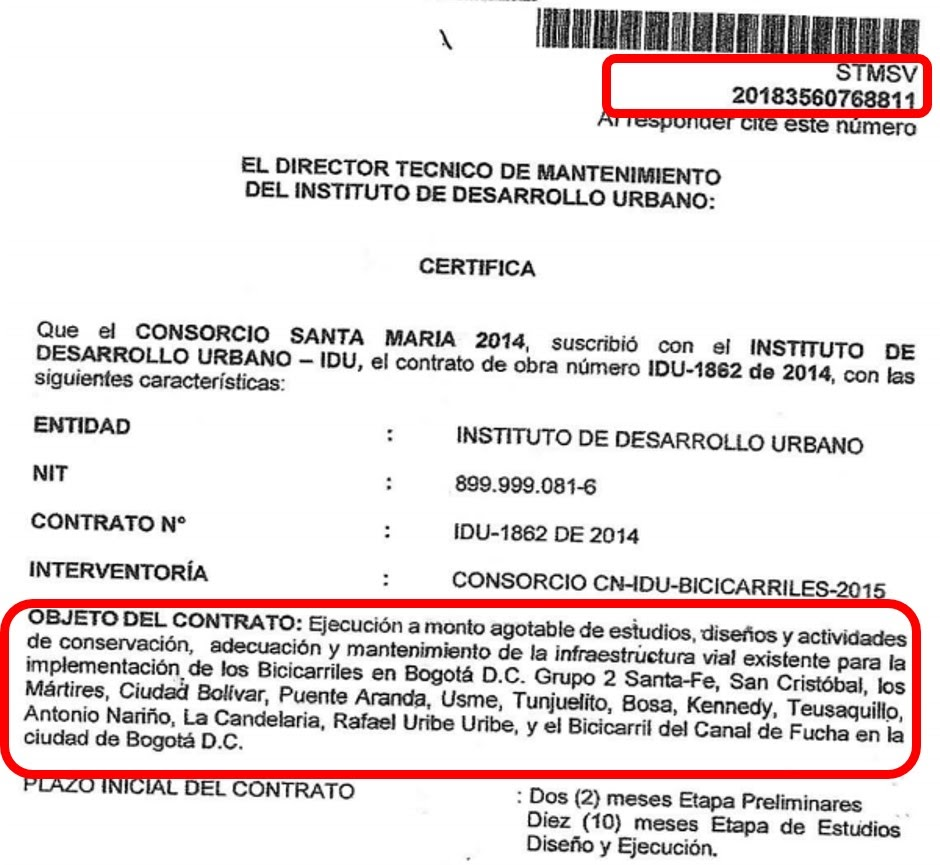 STMSV
20183560768811
Al responder cite este número
EL DIRECTOR TECNICO DE MANTENIMIENTO
DEL INSTITUTO DE DESARROLLO URBANO:
CERTIFICA
Que el CONSORCIO SANTA MARIA 2014, suscribió con el INSTITUTO DE
DESARROLLO URBANO – IDU, el contrato de obra número IDU-1862 de 2014, con las
siguientes características:
ENTIDAD : INSTITUTO DE DESARROLLO URBANO
NIT : 899.999.081-6
CONTRATO N° : IDU-1862 DE 2014
INTERVENTORÍA : CONSORCIO CN-IDU-BICICARRILES-2015
OBJETO DEL CONTRATO: Ejecución a monto agotable de estudios, diseños y actividades
de conservación, adecuación y mantenimiento de la infraestructura vial existente para la
implementación de los Bicicarriles en Bogotá D.C. Grupo 2 Santa-Fe, San Cristóbal, los
Mártires, Ciudad Bolívar, Puente Aranda, Usme, Tunjuelito, Bosa, Kennedy, Teusaquillo,
Antonio Nariño, La Candelaria, Rafael Uribe Uribe, y el Bicicarril del Canal de Fucha en la
ciudad de Bogotá D.C.
PLAZO INICIAL DEL CONTRATO : Dos (2) meses Etapa Preliminares
Diez (10) meses Etapa de Estudios
Diseño y Ejecución.